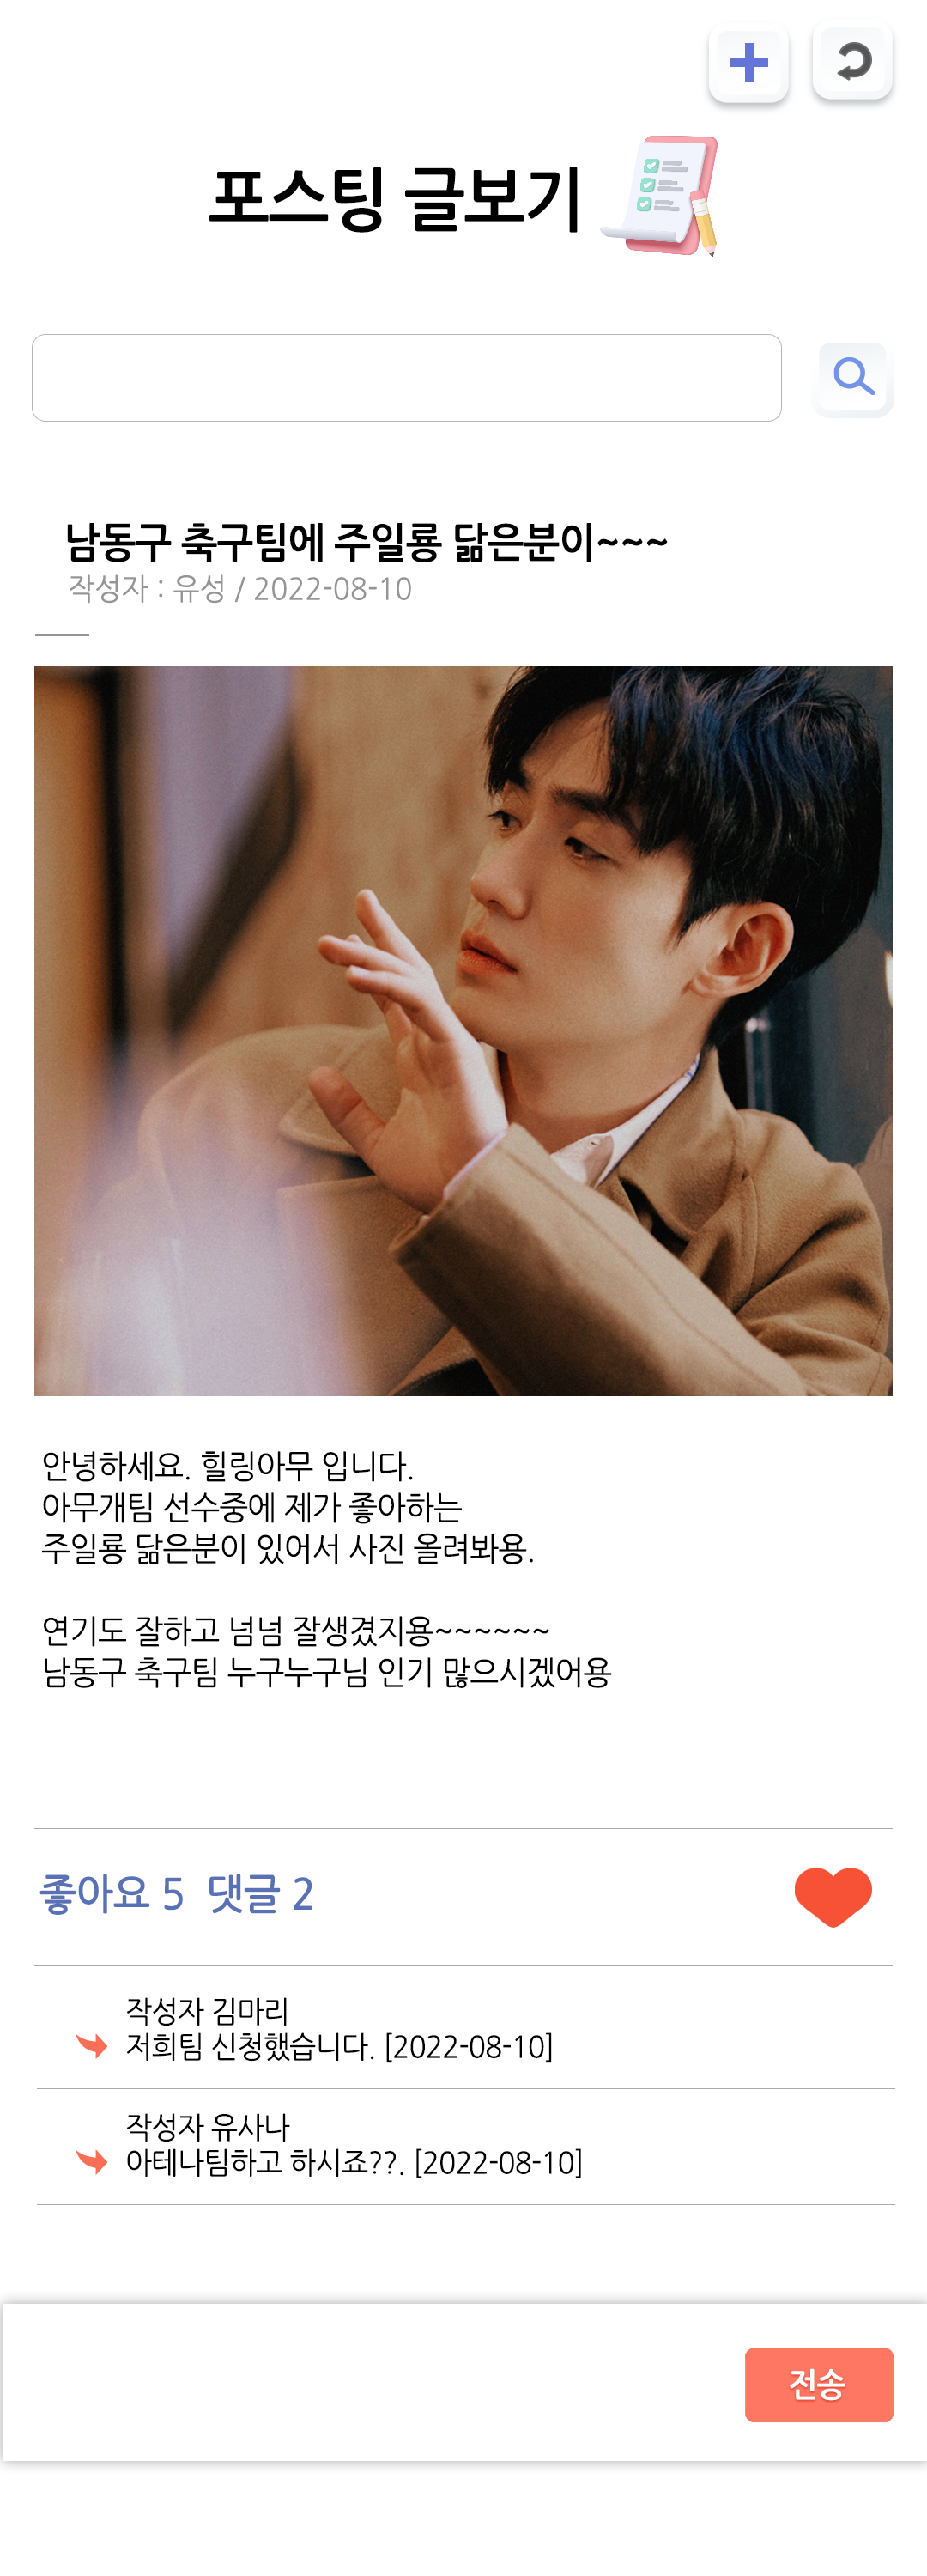 포스팅 글보기
남동구 축구팀에 주일룡 닮은분이~~~
작성자 : 유성 / 2022-08-10
안녕하세요. 힐링아무 입니다.
아무개팀 선수중에 제가 좋아하는
주일룡 닮은분이 있어서 사진 올려봐용.
연기도 잘하고 넘넘 잘생겼지용~~~~~~
남동구 축구팀 누구누구님 인기 많으시겠어용
좋아요 5 댓글 2
작성자 김마리
저희팀 신청했습니다. [2022-08-10]
작성자 유사나
아테나팀하고 하시죠??. [2022-08-10]
전송